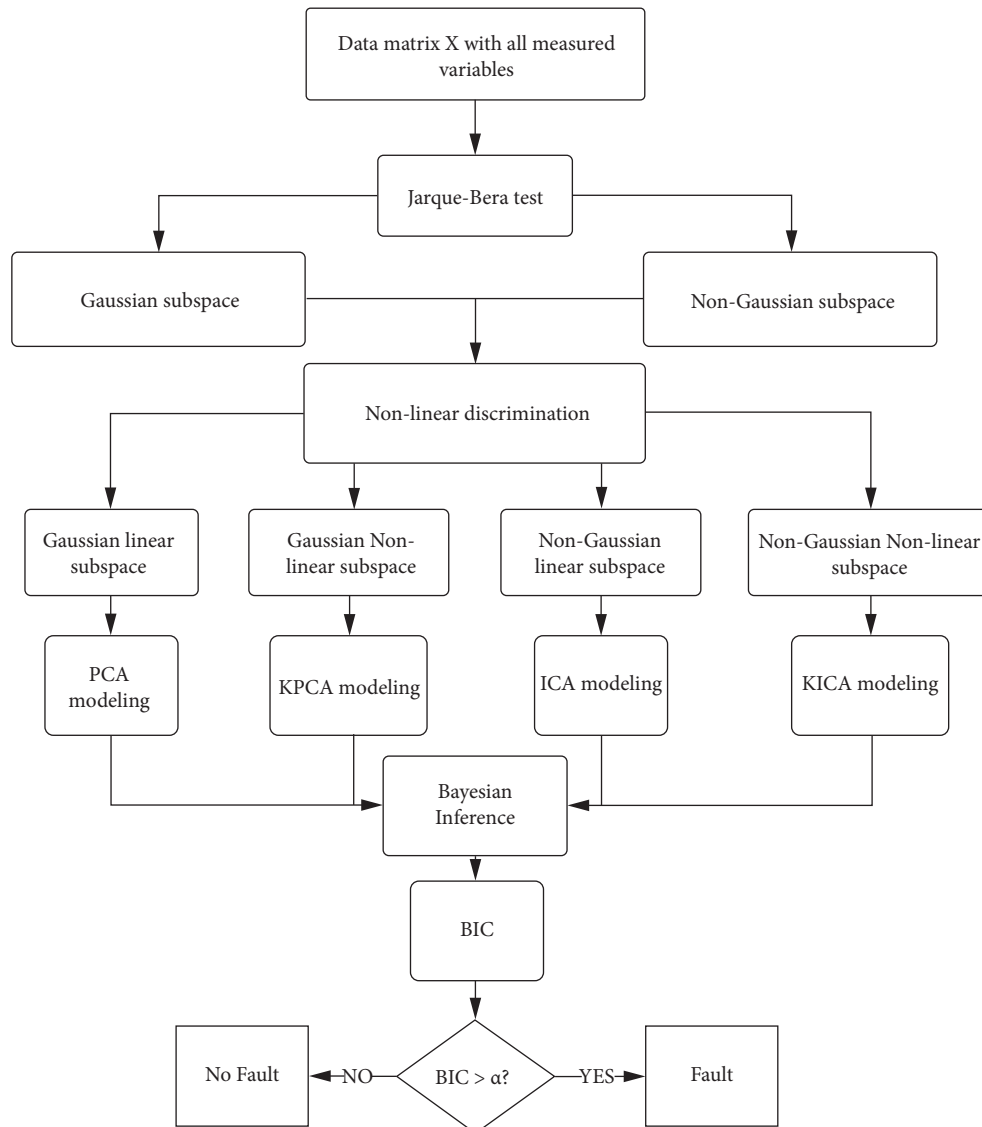 Data matrix X with all measured
variables
Jarque-Bera test
Gaussian subspace
Non-Gaussian subspace
Non-linear discrimination
Gaussian linear
subspace
Gaussian Non-
linear subspace
Non-Gaussian
linear subspace
Non-Gaussian Non-linear
subspace
PCA
modeling
KPCA modeling
ICA modeling
KICA modeling
Bayesian
Inference
BIC
No Fault
NO
BIC > α?
YES
Fault